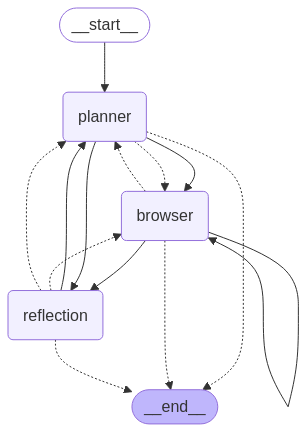 __start__
planner
browser
reflection
__end__